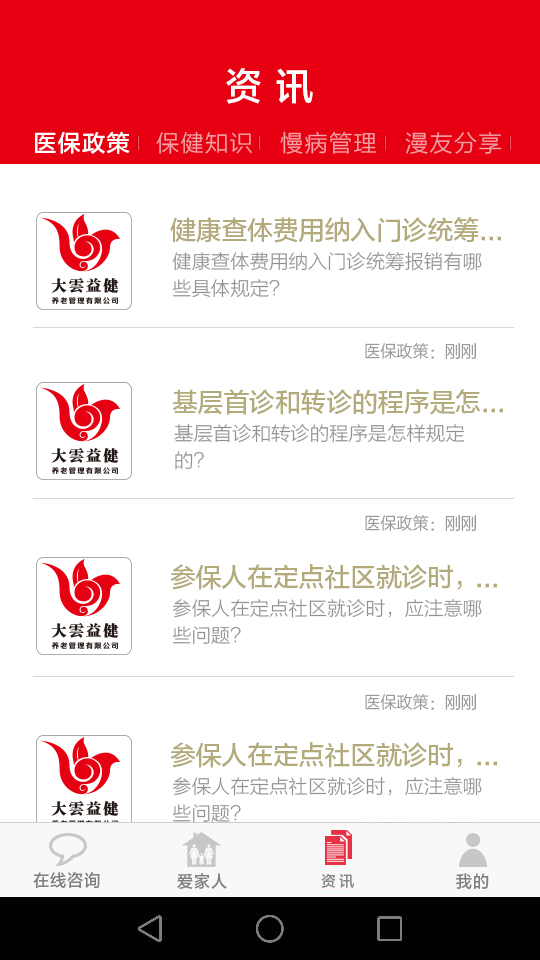 资 讯
医保政策 保健知识 慢病管理 漫友分享
大雲益健
养老管理有限公司
健康查体费用纳入门诊统筹...
健康查体费用纳入门诊统筹报销有哪
些具体规定?
医保政策: 刚刚
大雲益健
养老管理有限公司
基层首诊和转诊的程序是怎...
基层首诊和转诊的程序是怎样规定
的?
医保政策: 刚刚
大雲益健
养老管理有限公司
参保人在定点社区就诊时, ...
参保人在定点社区就诊时, 应注意哪
些问题?
医保政策: 刚刚
大雲益健
养老管理有限公司
参保人在定点社区就诊时, ...
参保人在定点社区就诊时, 应注意哪
些问题?
在线咨询 爱家人 资讯 我的